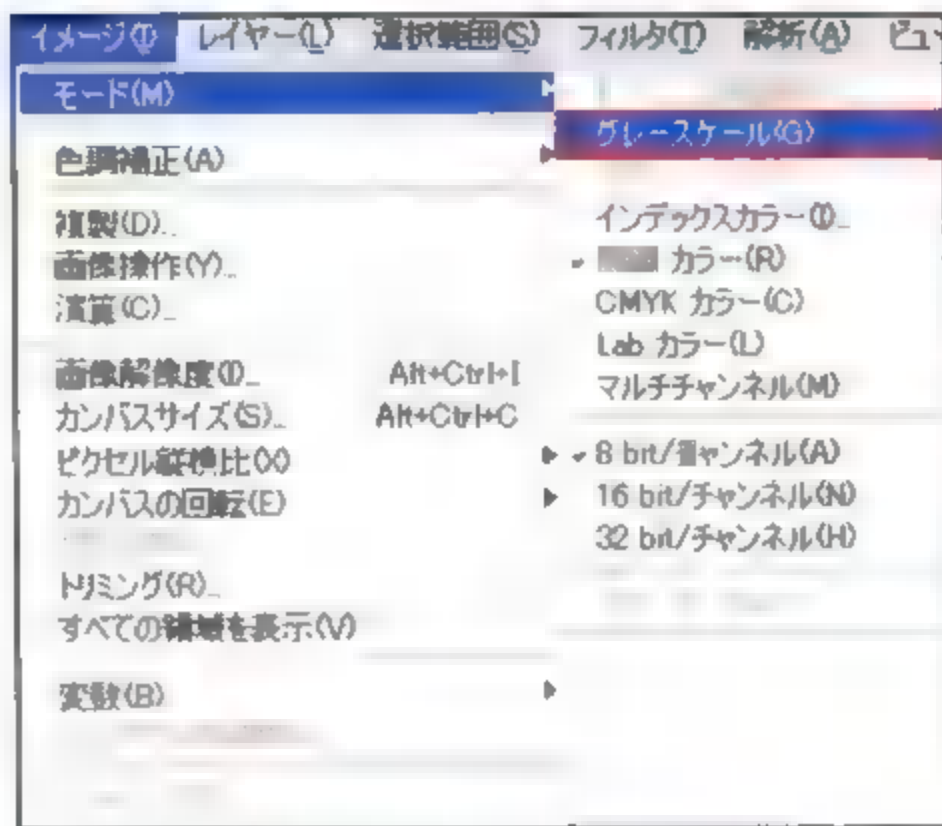 イメージ(I) レイヤー(L) 選択範囲(S) フィルタ(T) 解析(A) ビュ
モード(M)
色調補正(A)
複製(D)...
画像操作(Y)...
演算(C)...
画像解像度(I)... Alt+Ctrl+I
カンバスサイズ(S)... Alt+Ctrl+C
ピクセル縦横比(X)
カンバスの回転(E)
トリミング(R)...
すべての領域を表示(V)
変数(B)
グレースケール(G)
インデックスカラー(I)...
カラー(R)
CMYK カラー(C)
Lab カラー(L)
マルチチャンネル(M)
8 bit/チャンネル(A)
16 bit/チャンネル(N)
32 bit/チャンネル(H)